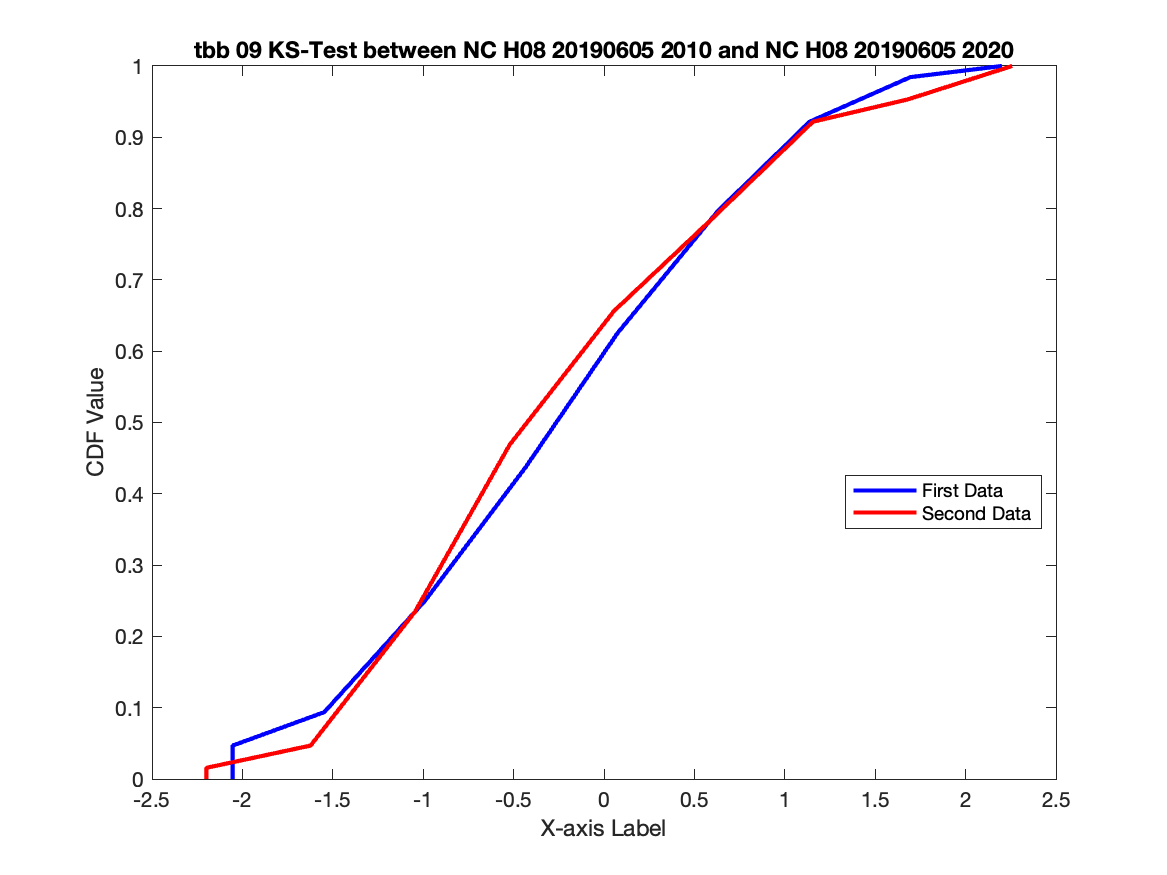 tbb 09 KS-Test between NC H08 20190605 2010 and NC H08 20190605 2020
1
0.9
0.8
0.7
0.6
0.5
0.4
0.3
0.2
0.1
0
CDF Value
First Data
Second Data
-2.5 -2 -1.5 -1 -0.5 0 0.5 1 1.5 2 2.5
X-axis Label